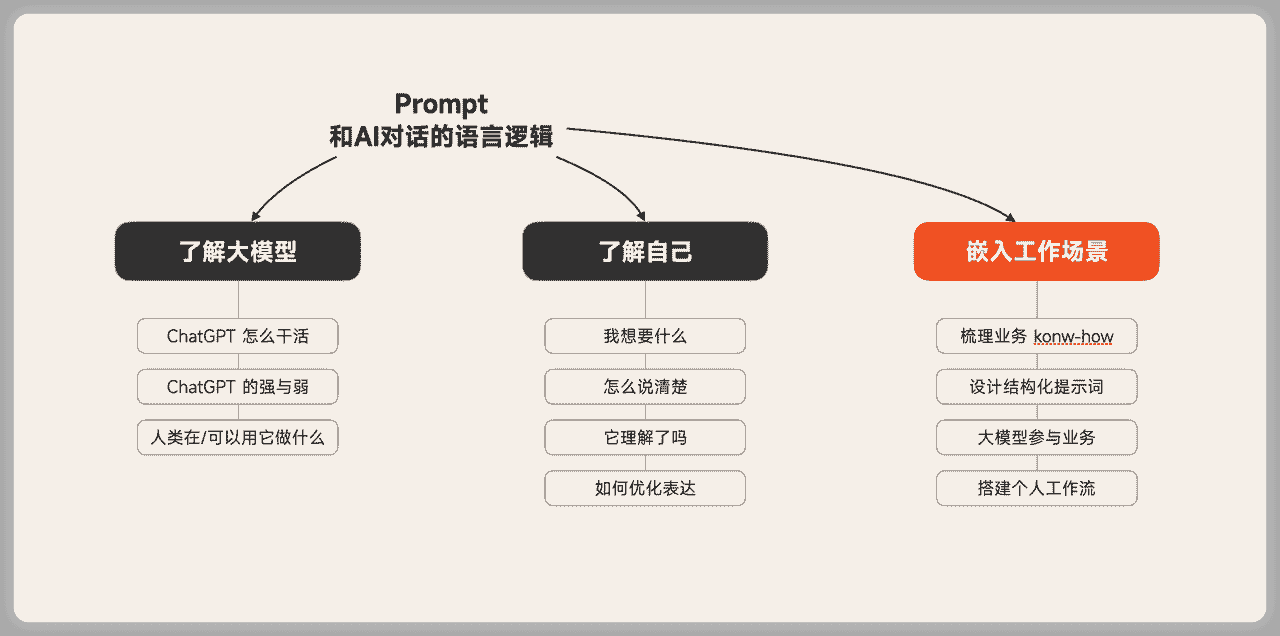 Prompt
和AI对话的语言逻辑
了解大模型
ChatGPT 怎么干活
ChatGPT 的强与弱
人类在/可以用它做什么
了解自己
我想要什么
怎么说清楚
它理解了吗
如何优化表达
嵌入工作场景
梳理业务 konw-how
设计结构化提示词
大模型参与业务
搭建个人工作流